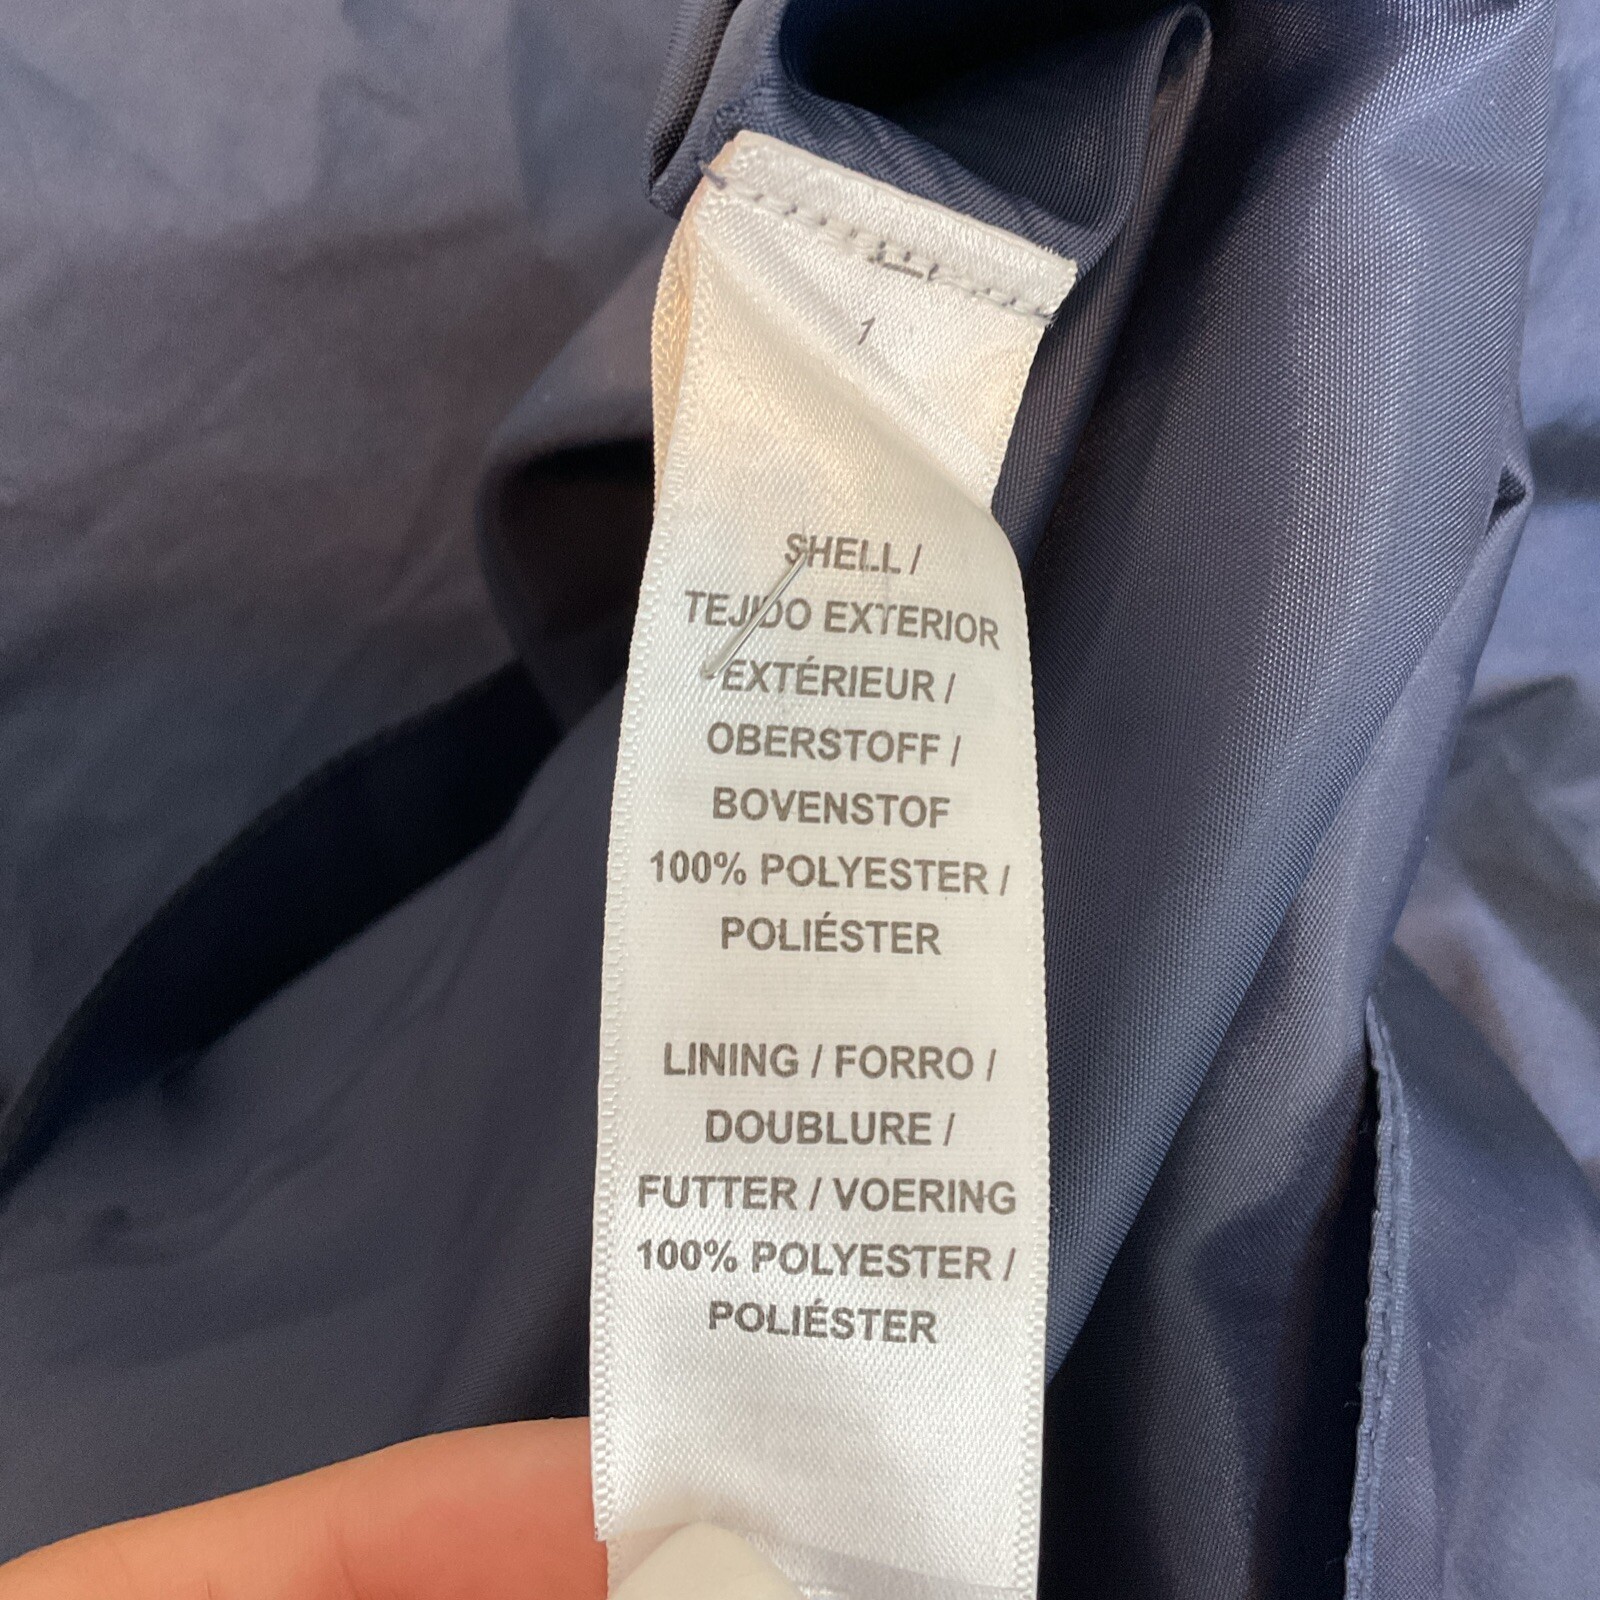 1
SHELL /
TEJIDO EXTERIOR
EXTÉRIEUR /
OBERSTOFF /
BOVENSTOF
100% POLYESTER /
POLIÉSTER
LINING / FORRO /
DOUBLURE /
FUTTER / VOERING
100% POLYESTER /
POLIÉSTER